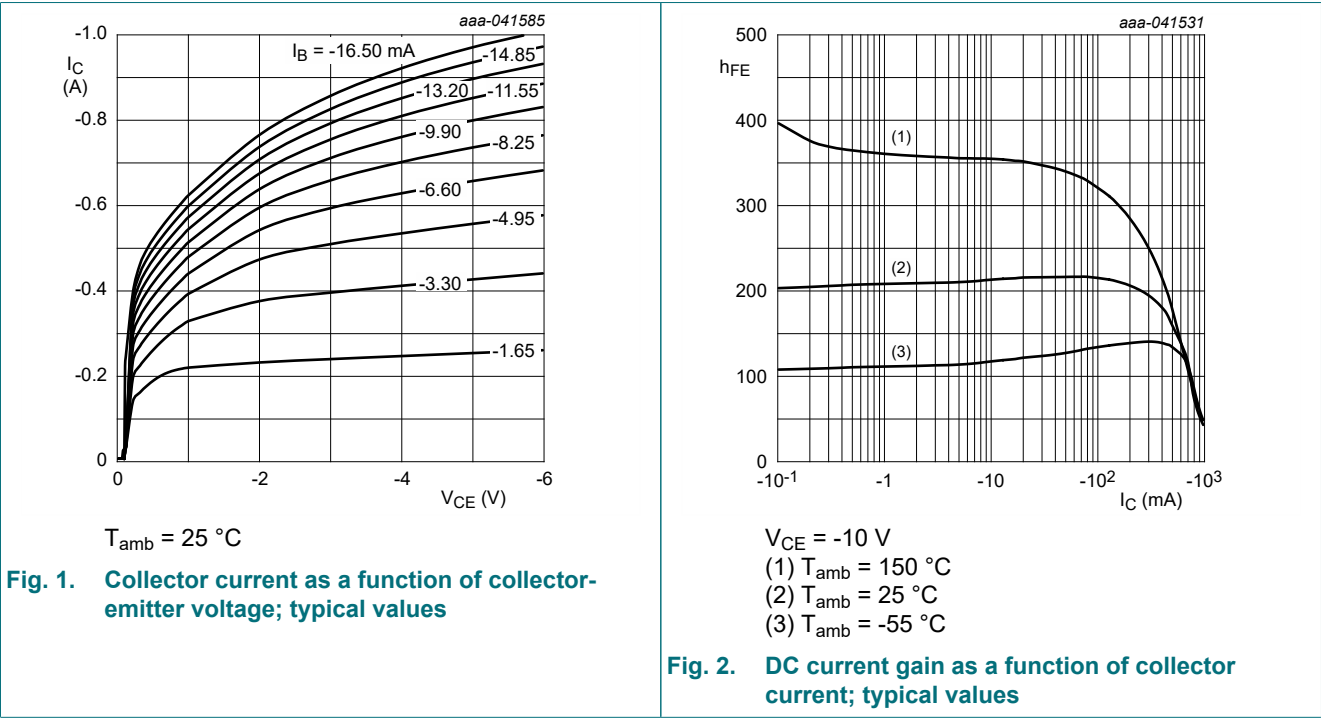 aaa-041585
-1.0
I_C
(A)
I_B = -16.50 mA
-14.85
-13.20
-11.55
-0.8
-9.90
-8.25
-6.60
-0.6
-4.95
-0.4
-3.30
-1.65
-0.2
0
0
-2
-4
-6
V_CE (V)
T_amb = 25 °C
Fig. 1. Collector current as a function of collector-
emitter voltage; typical values
aaa-041531
500
h_FE
400
(1)
300
(2)
200
(3)
100
0
-10^-1
-1
-10
-10^2
-10^3
I_C (mA)
V_CE = -10 V
(1) T_amb = 150 °C
(2) T_amb = 25 °C
(3) T_amb = -55 °C
Fig. 2. DC current gain as a function of collector
current; typical values